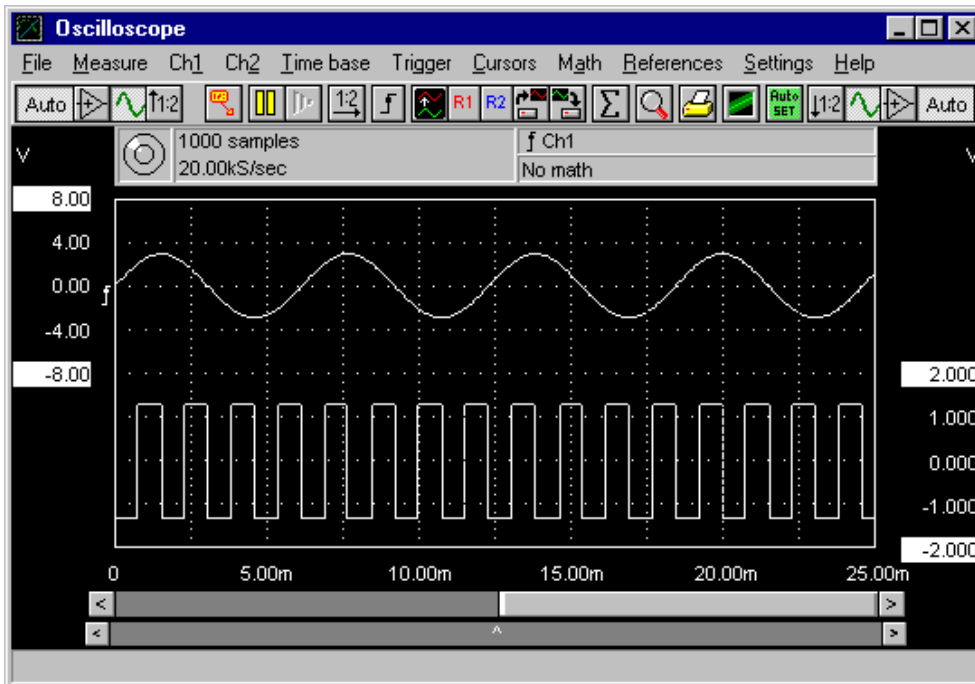 Oscilloscope
File Measure Ch1 Ch2 Time base Trigger Cursors Math References Settings Help
Auto 1:2 1:2 R1 R2 Σ Auto SET 1:2 Auto
1000 samples ƒ Ch1
20.00kS/sec No math
V V
8.00
4.00
0.00
-4.00
-8.00 2.000
1.000
0.000
-1.000
-2.000
0 5.00m 10.00m 15.00m 20.00m 25.00m